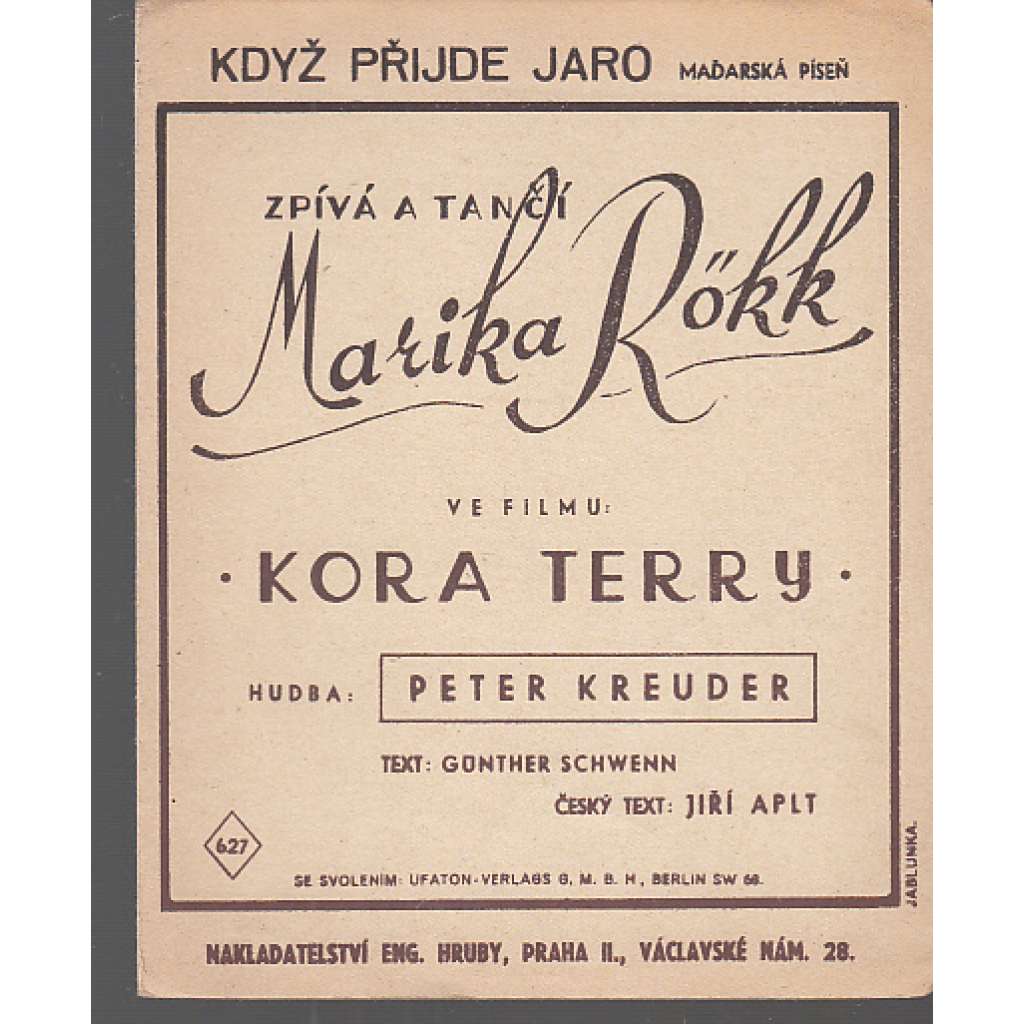 KDYŽ PŘIJDE JARO MAĎARSKÁ PÍSEŇ
ZPÍVÁ A TANČÍ
Marika Rökk
VE FILMU:
· KORA TERRY ·
HUDBA: PETER KREUDER
TEXT: GÜNTHER SCHWENN
ČESKÝ TEXT: JIŘÍ APLT
627
SE SVOLENÍM: UFATON-VERLAGS G. M. B. H., BERLIN SW 68.
JABLUNKA.
NAKLADATELSTVÍ ENG. HRUBY, PRAHA II., VÁCLAVSKÉ NÁM. 28.